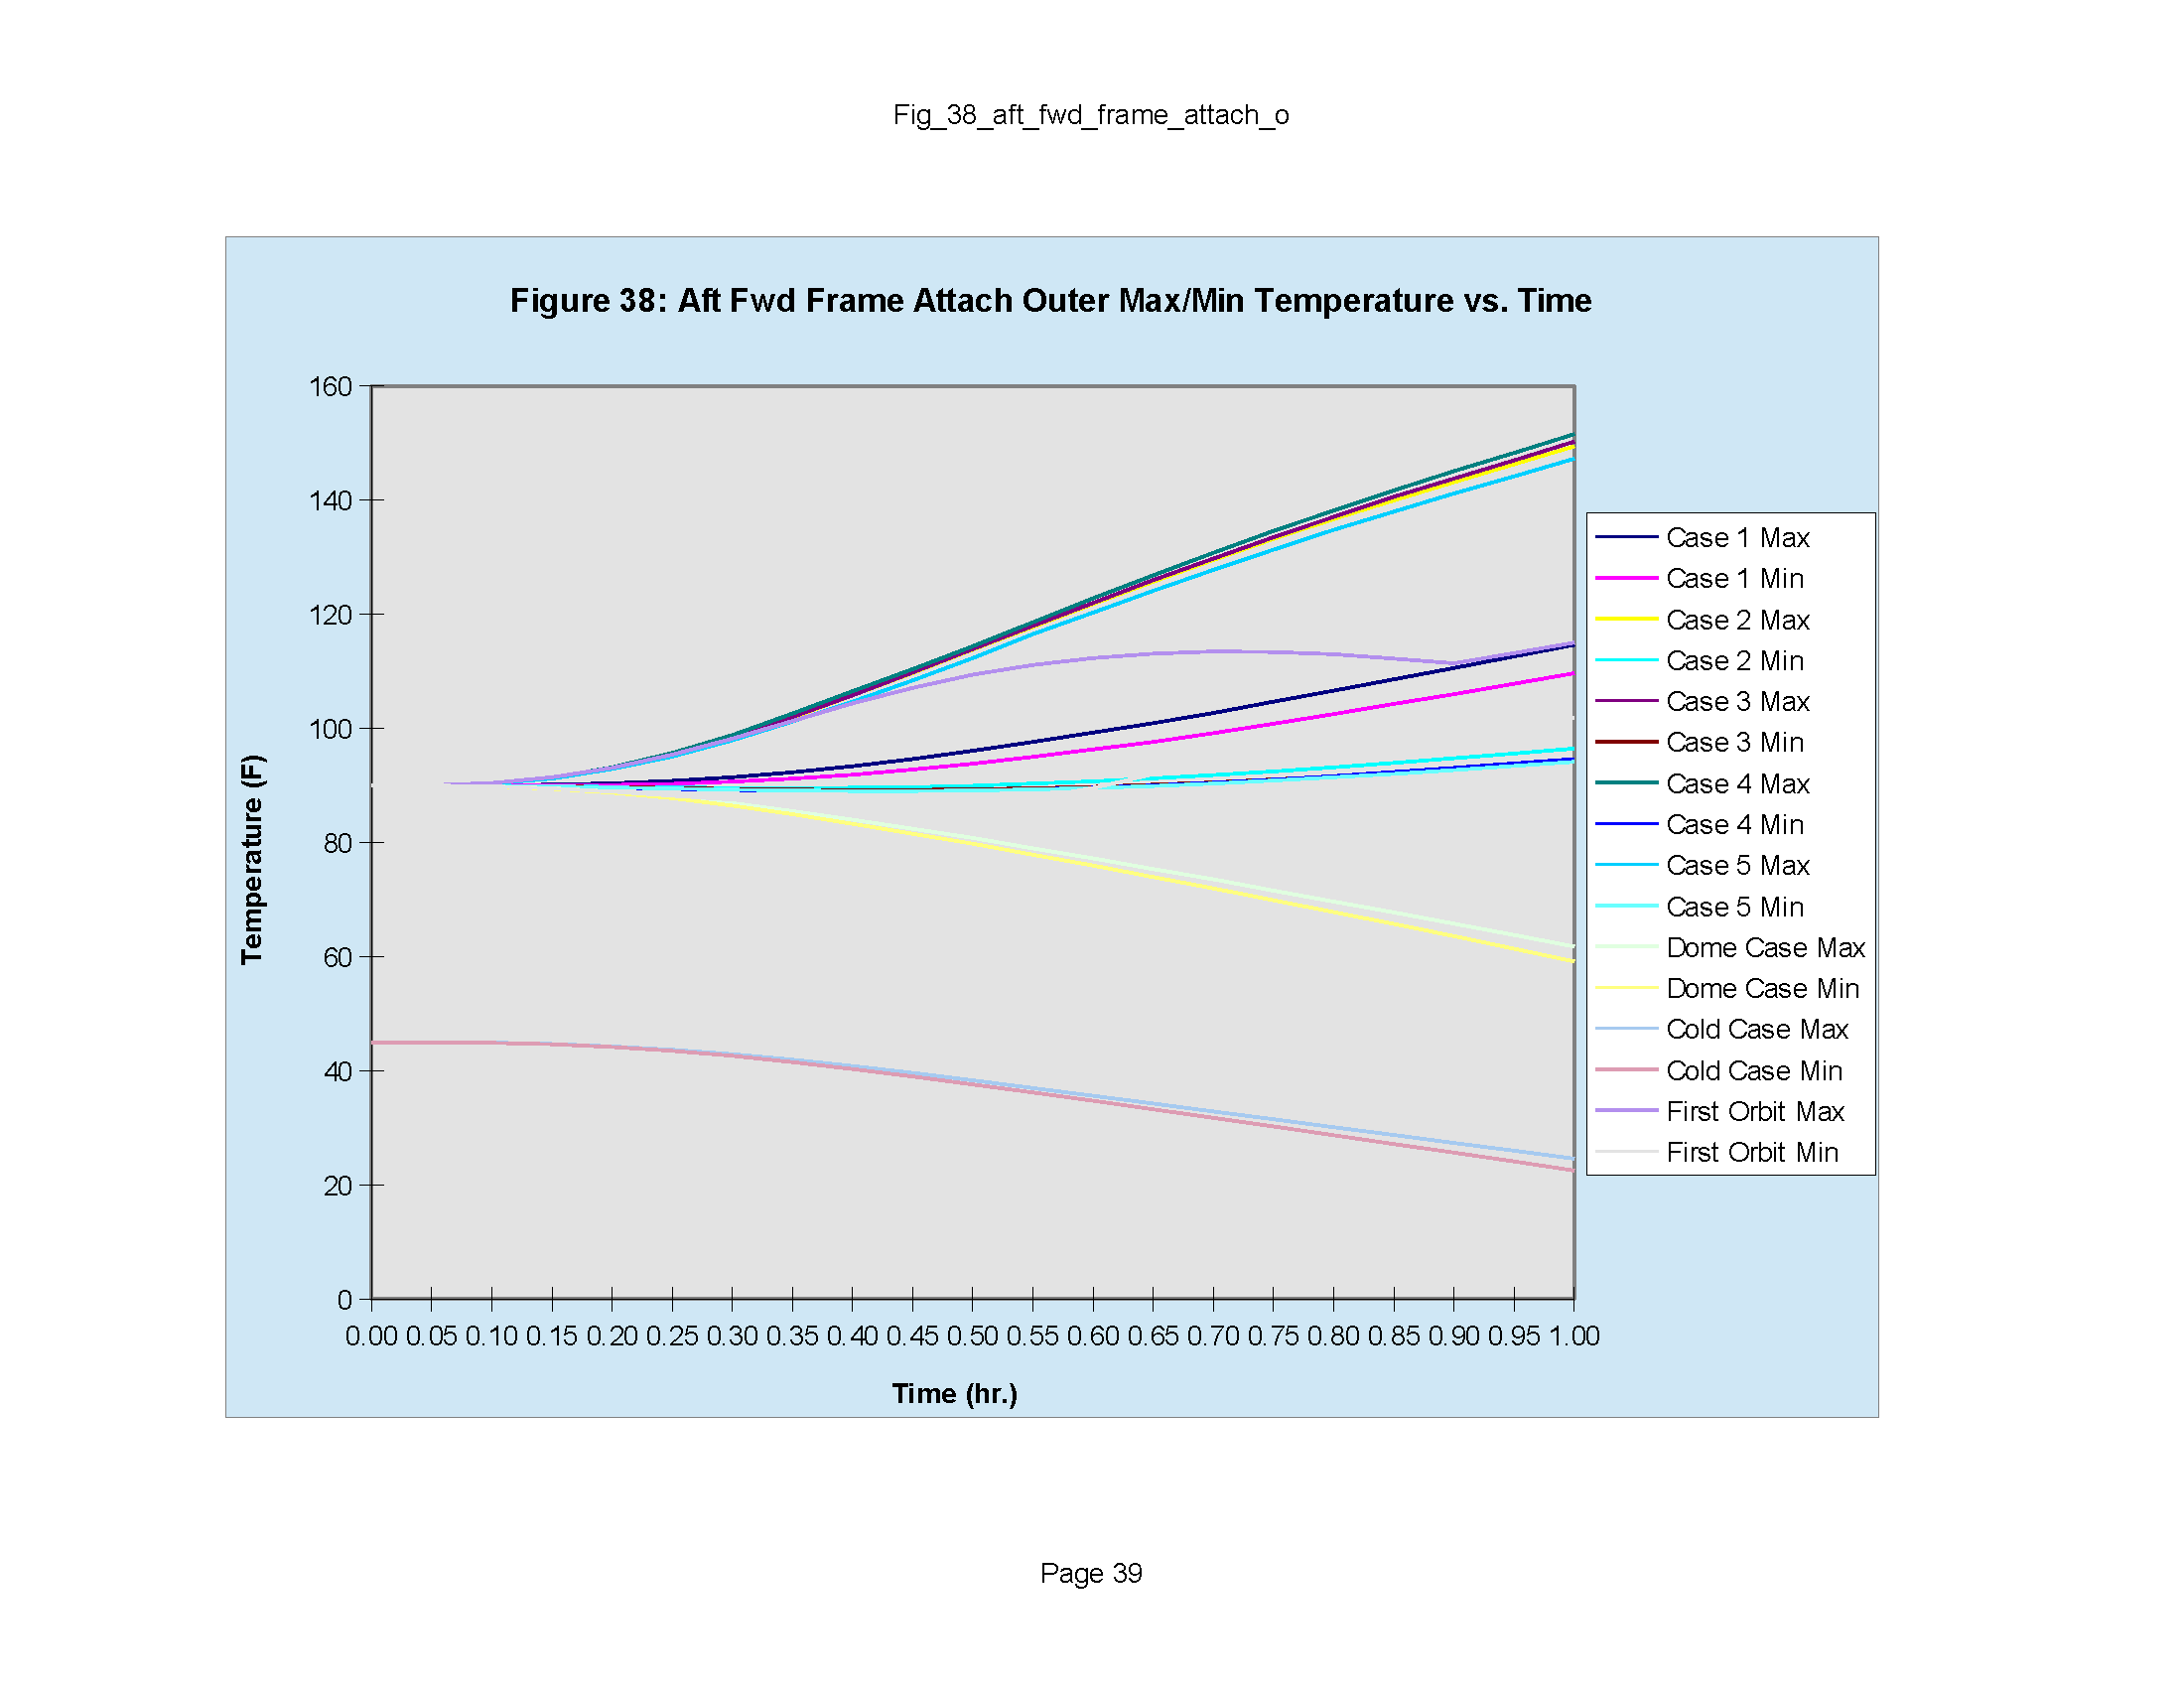 Fig_38_aft_fwd_frame_attach_o
Figure 38: Aft Fwd Frame Attach Outer Max/Min Temperature vs. Time
160
140
120
100
80
60
40
20
0
Temperature (F)
0.00 0.05 0.10 0.15 0.20 0.25 0.30 0.35 0.40 0.45 0.50 0.55 0.60 0.65 0.70 0.75 0.80 0.85 0.90 0.95 1.00
Time (hr.)
Case 1 Max
Case 1 Min
Case 2 Max
Case 2 Min
Case 3 Max
Case 3 Min
Case 4 Max
Case 4 Min
Case 5 Max
Case 5 Min
Dome Case Max
Dome Case Min
Cold Case Max
Cold Case Min
First Orbit Max
First Orbit Min
Page 39